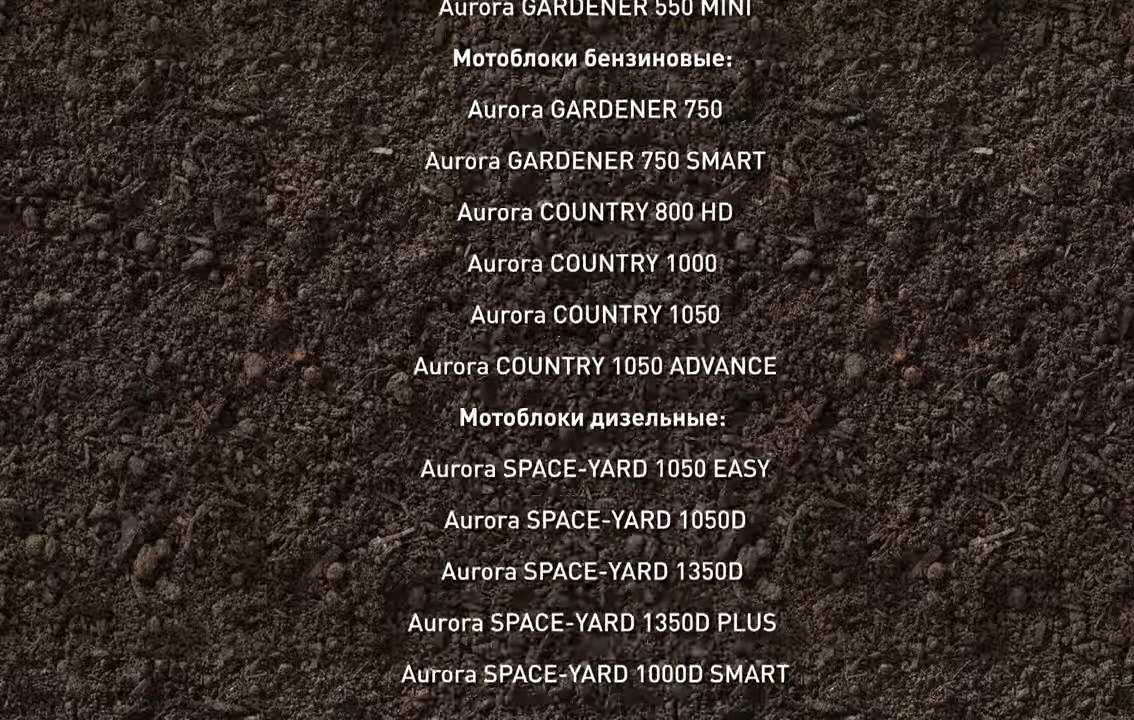 Aurora GARDENER 550 MINI
Мотоблоки бензиновые:
Aurora GARDENER 750
Aurora GARDENER 750 SMART
Aurora COUNTRY 800 HD
Aurora COUNTRY 1000
Aurora COUNTRY 1050
Aurora COUNTRY 1050 ADVANCE
Мотоблоки дизельные:
Aurora SPACE-YARD 1050 EASY
Aurora SPACE-YARD 1050D
Aurora SPACE-YARD 1350D
Aurora SPACE-YARD 1350D PLUS
Aurora SPACE-YARD 1000D SMART